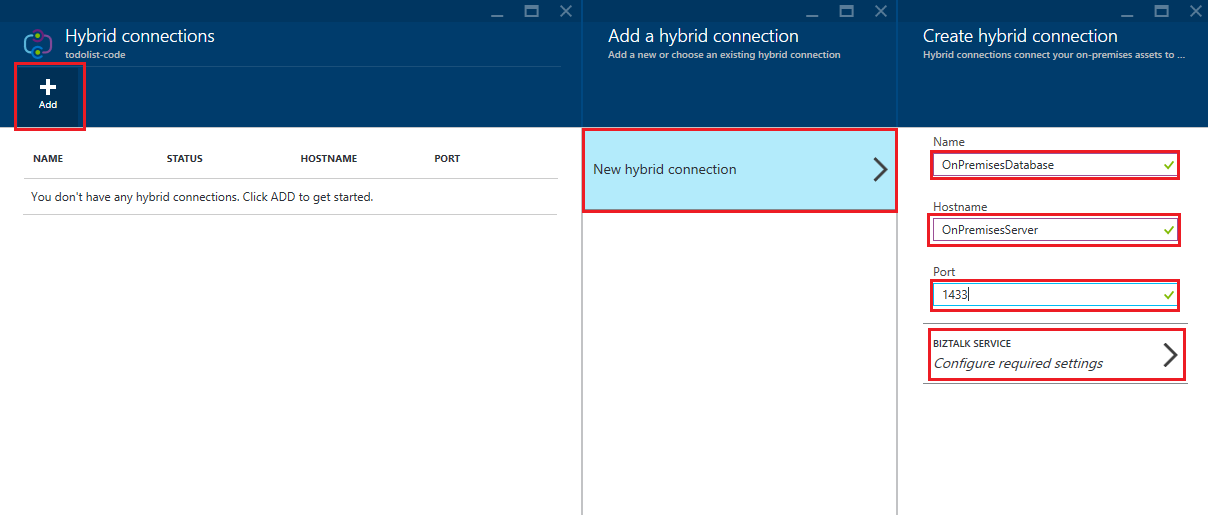 Hybrid connections
todolist-code
Add
NAME STATUS HOSTNAME PORT
You don't have any hybrid connections. Click ADD to get started.
Add a hybrid connection
Add a new or choose an existing hybrid connection
New hybrid connection
Create hybrid connection
Hybrid connections connect your on-premises assets to ...
Name
OnPremisesDatabase
Hostname
OnPremisesServer
Port
1433
BIZTALK SERVICE
Configure required settings